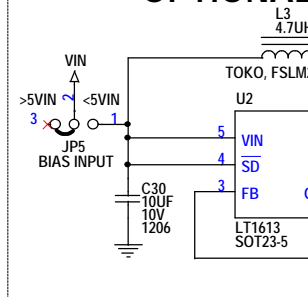 L3
4.7UH
VIN
TOKO, FSLM
>5VIN 2 <5VIN
U2
3 1
JP5
BIAS INPUT
5 VIN
4 SD
3 FB
C30
10UF
10V
1206
LT1613
SOT23-5